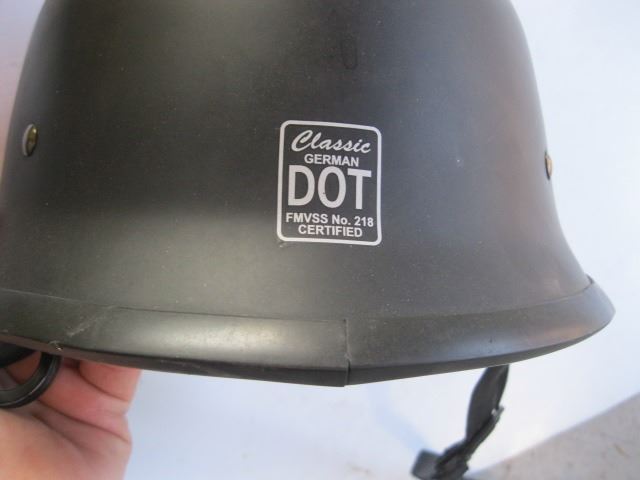 Classic
GERMAN
DOT
FMVSS No. 218
CERTIFIED